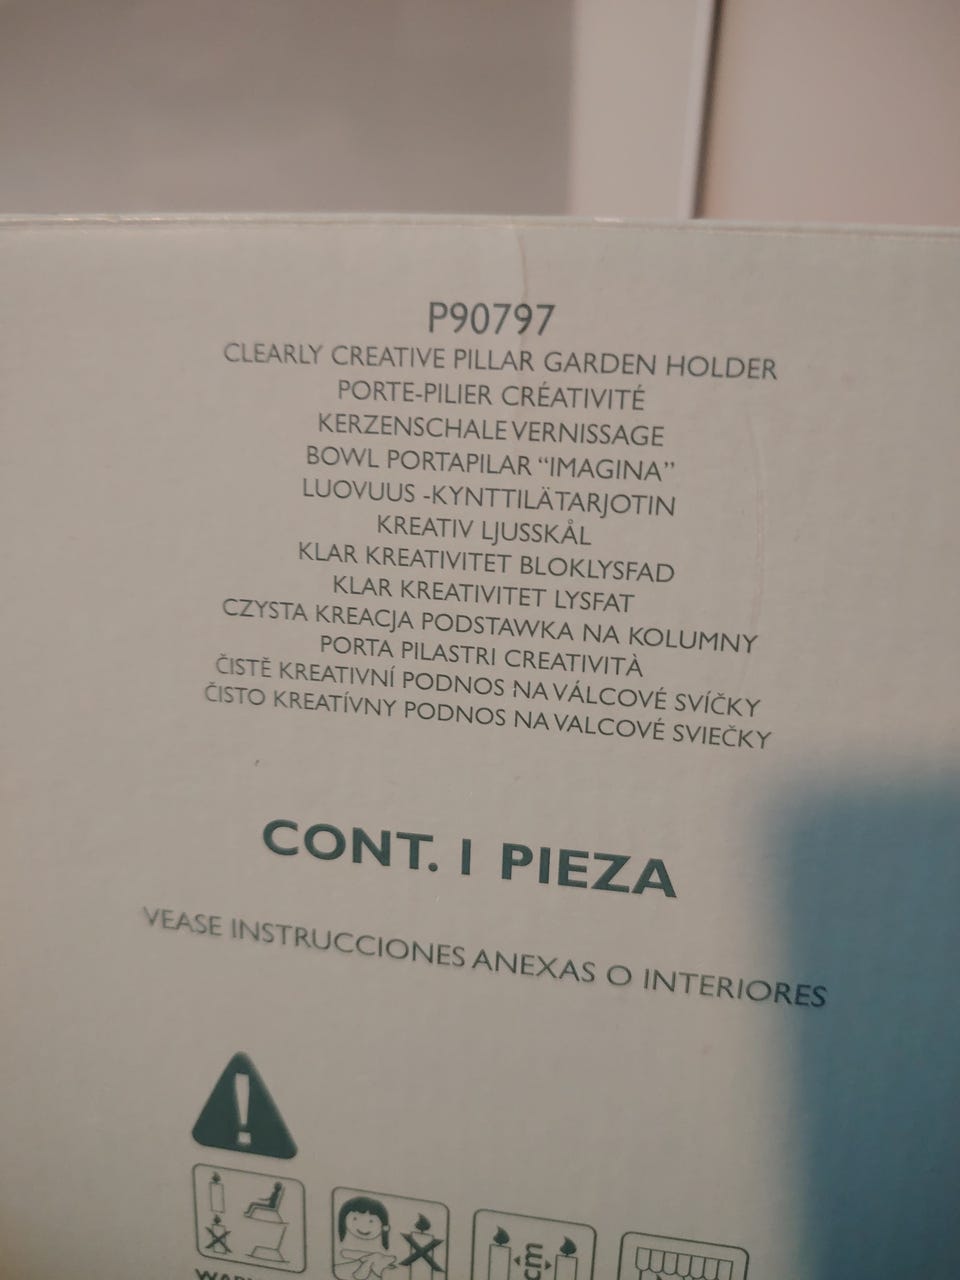 P90797
CLEARLY CREATIVE PILLAR GARDEN HOLDER
PORTE-PILIER CRÉATIVITÉ
KERZENSCHALE VERNISSAGE
BOWL PORTAPILAR “IMAGINA”
LUOVUUS -KYNTTILÄTARJOTIN
KREATIV LJUSSKÅL
KLAR KREATIVITET BLOKLYSFAD
KLAR KREATIVITET LYSFAT
CZYSTA KREACJA PODSTAWKA NA KOLUMNY
PORTA PILASTRI CREATIVITÀ
ČISTĚ KREATIVNÍ PODNOS NA VÁLCOVÉ SVÍČKY
ČISTO KREATÍVNY PODNOS NA VALCOVÉ SVIEČKY
CONT. 1 PIEZA
VEASE INSTRUCCIONES ANEXAS O INTERIORES
cm